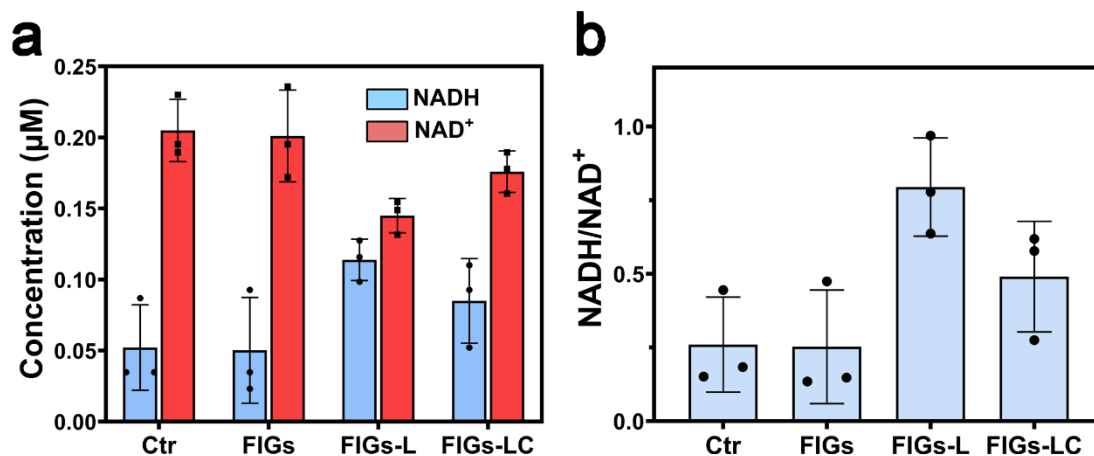 a
Concentration (μM)
0.25
0.20
0.15
0.10
0.05
0.00
NADH
NAD⁺
Ctr FIGs FIGs-L FIGs-LC
b
NADH/NAD⁺
1.0
0.5
0.0
Ctr FIGs FIGs-L FIGs-LC